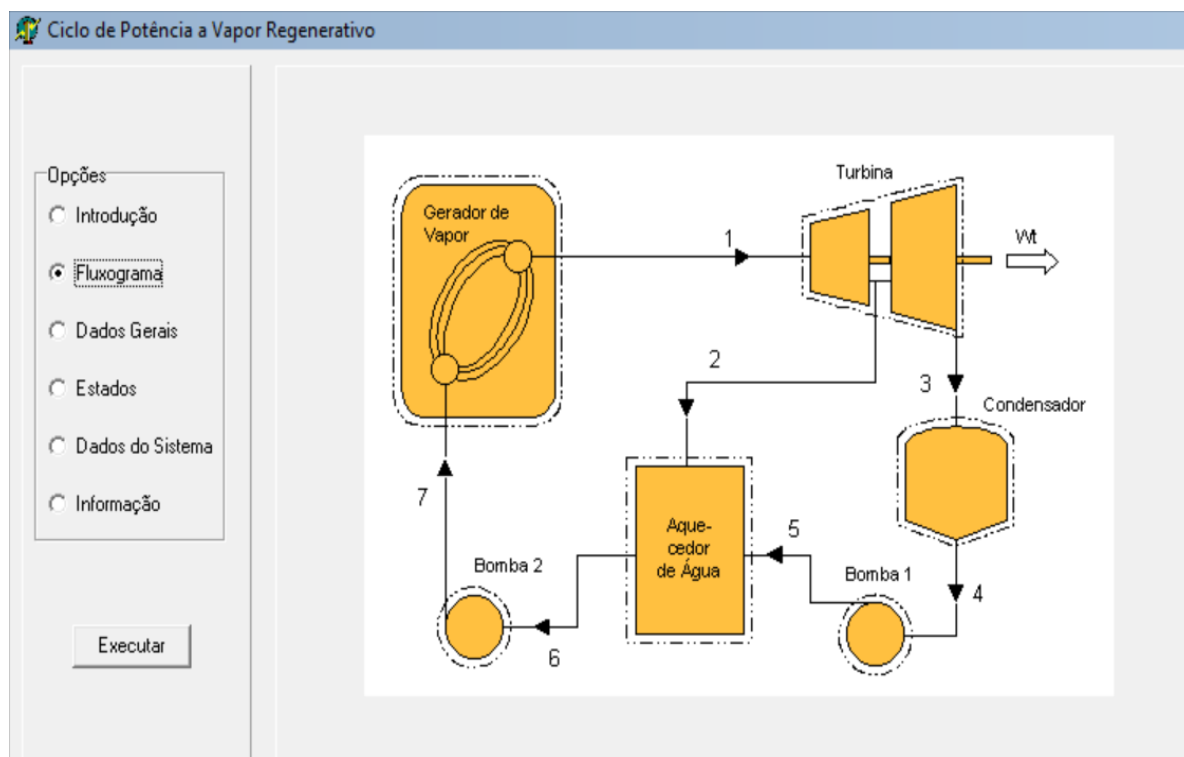 Ciclo de Potência a Vapor Regenerativo
Opções
Introdução
Fluxograma
Dados Gerais
Estados
Dados do Sistema
Informação
Executar
Turbina
Gerador de
Vapor
1
Wt
2
3
Condensador
7
Aque-
cedor
de Água
5
Bomba 2
Bomba 1
4
6